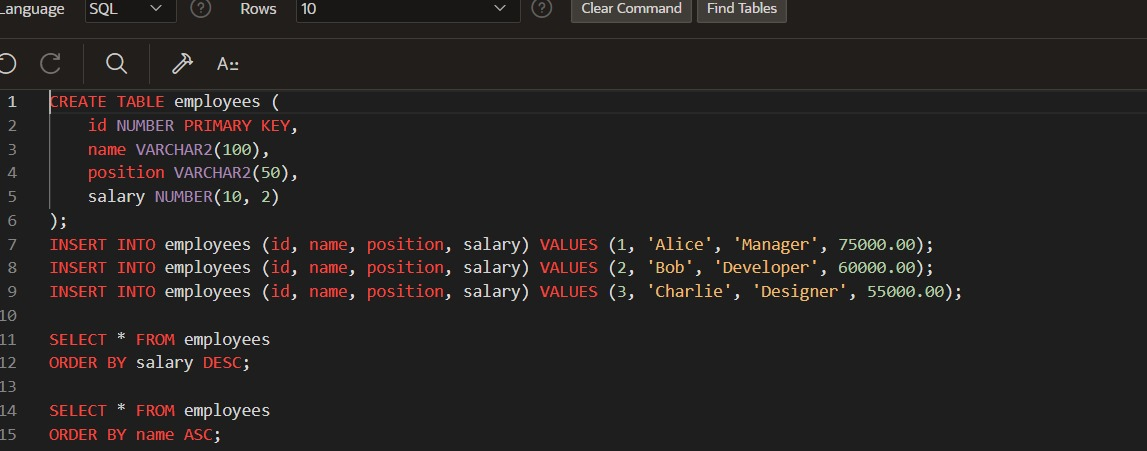 Language SQL Rows 10 Clear Command Find Tables
A::
1 CREATE TABLE employees (
2     id NUMBER PRIMARY KEY,
3     name VARCHAR2(100),
4     position VARCHAR2(50),
5     salary NUMBER(10, 2)
6 );
7 INSERT INTO employees (id, name, position, salary) VALUES (1, 'Alice', 'Manager', 75000.00);
8 INSERT INTO employees (id, name, position, salary) VALUES (2, 'Bob', 'Developer', 60000.00);
9 INSERT INTO employees (id, name, position, salary) VALUES (3, 'Charlie', 'Designer', 55000.00);
10
11 SELECT * FROM employees
12 ORDER BY salary DESC;
13
14 SELECT * FROM employees
15 ORDER BY name ASC;